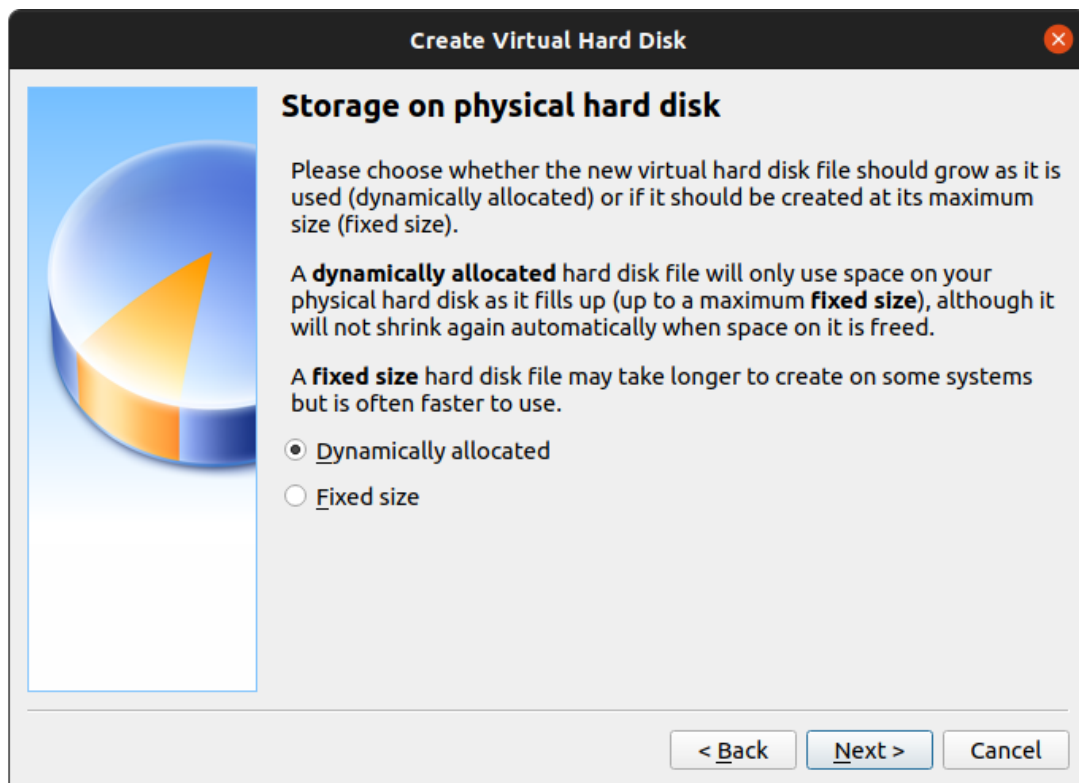 Create Virtual Hard Disk
Storage on physical hard disk
Please choose whether the new virtual hard disk file should grow as it is
used (dynamically allocated) or if it should be created at its maximum
size (fixed size).
A dynamically allocated hard disk file will only use space on your
physical hard disk as it fills up (up to a maximum fixed size), although it
will not shrink again automatically when space on it is freed.
A fixed size hard disk file may take longer to create on some systems
but is often faster to use.
Dynamically allocated
Fixed size
< Back Next > Cancel